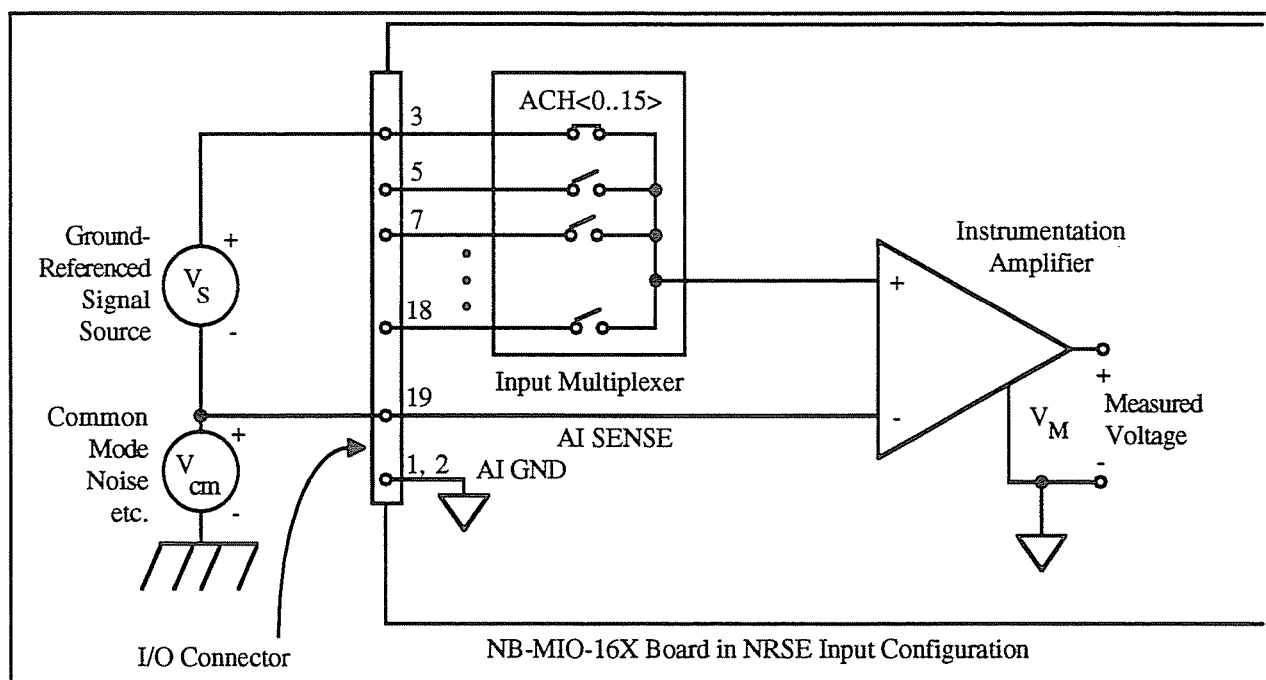 ACH<0..15>
3
5
7
18
19
1, 2
Ground-
Referenced
Signal
Source
+
V
S
-
Common
Mode
Noise
etc.
+
V
cm
-
Input Multiplexer
AI SENSE
AI GND
Instrumentation
Amplifier
+
-
V
M
+
Measured
Voltage
-
I/O Connector
NB-MIO-16X Board in NRSE Input Configuration